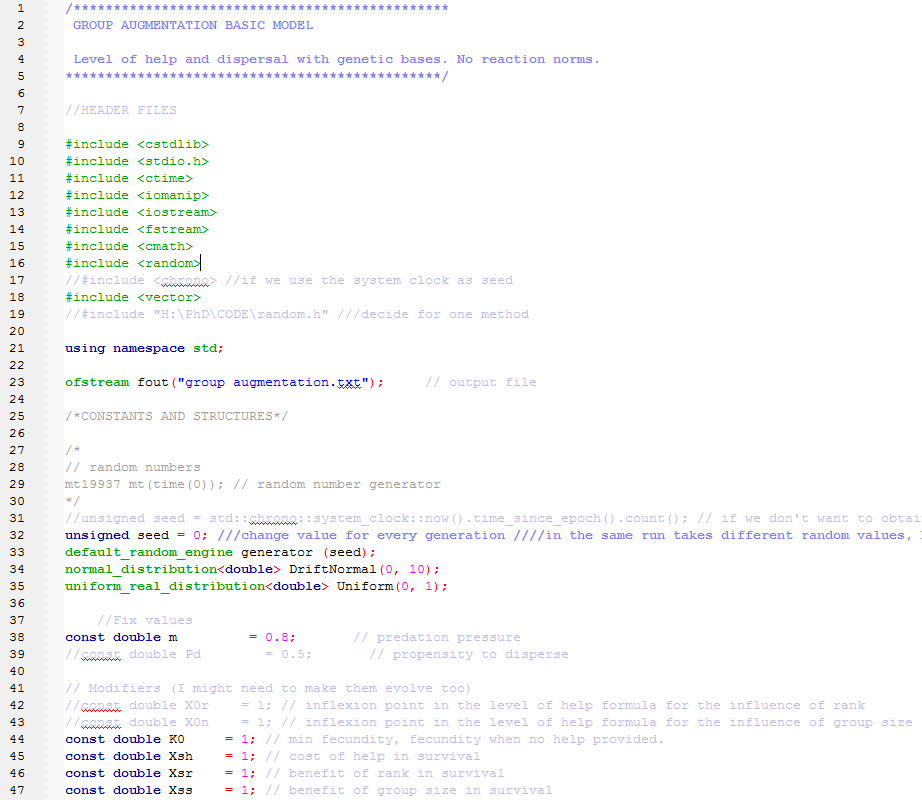 1 /***********************************************
2 GROUP AUGMENTATION BASIC MODEL
3
4 Level of help and dispersal with genetic bases. No reaction norms.
5 ***********************************************/
6
7 //HEADER FILES
8
9 #include <cstdlib>
10 #include <stdio.h>
11 #include <ctime>
12 #include <iomanip>
13 #include <iostream>
14 #include <fstream>
15 #include <cmath>
16 #include <random>
17 //#include <chrono> //if we use the system clock as seed
18 #include <vector>
19 //#include "H:\PhD\CODE\random.h" ///decide for one method
20
21 using namespace std;
22
23 ofstream fout("group augmentation.txt"); // output file
24
25 /*CONSTANTS AND STRUCTURES*/
26
27 /*
28 // random numbers
29 mt19937 mt(time(0)); // random number generator
30 */
31 //unsigned seed = std::chrono::system_clock::now().time_since_epoch().count(); // if we don't want to obtai
32 unsigned seed = 0; ///change value for every generation ////in the same run takes different random values,
33 default_random_engine generator (seed);
34 normal_distribution<double> DriftNormal(0, 10);
35 uniform_real_distribution<double> Uniform(0, 1);
36
37 //Fix values
38 const double m = 0.8; // predation pressure
39 //const double Pd = 0.5; // propensity to disperse
40
41 // Modifiers (I might need to make them evolve too)
42 //const double X0r = 1; // inflexion point in the level of help formula for the influence of rank
43 //const double X0n = 1; // inflexion point in the level of help formula for the influence of group size
44 const double K0 = 1; // min fecundity, fecundity when no help provided.
45 const double Xsh = 1; // cost of help in survival
46 const double Xsr = 1; // benefit of rank in survival
47 const double Xss = 1; // benefit of group size in survival